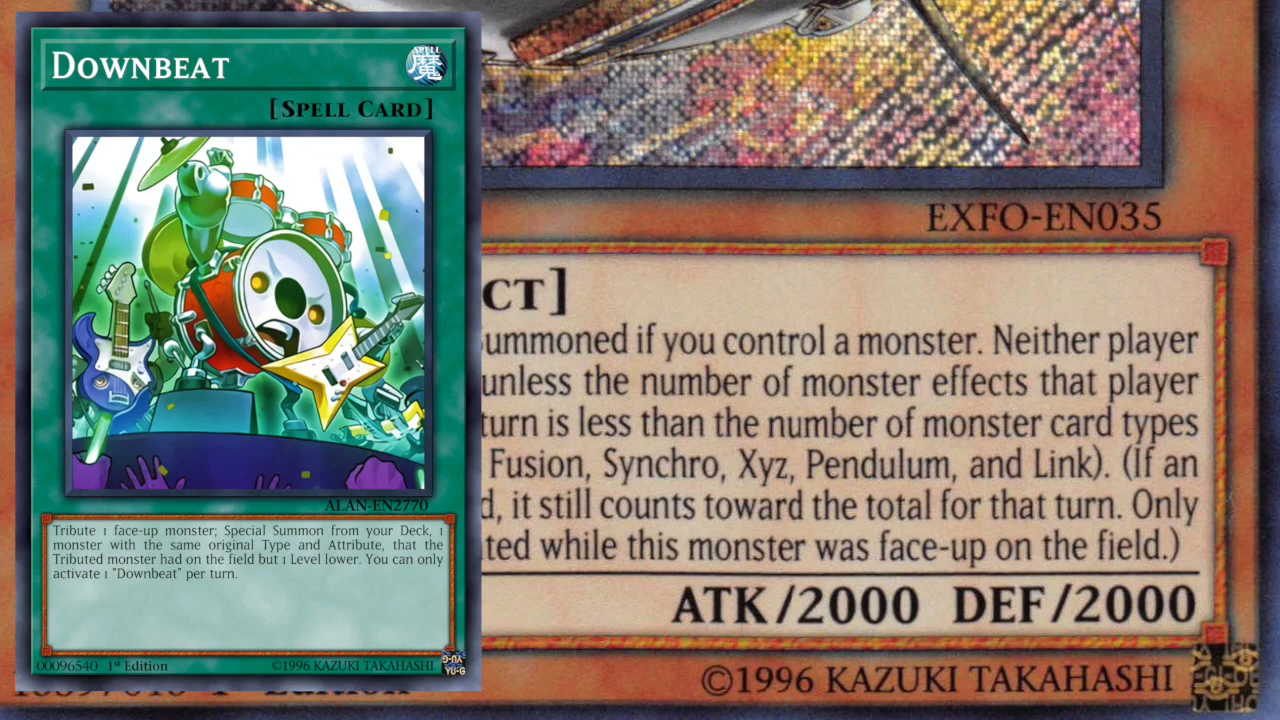 DOWNBEAT
SPELL
魔
[SPELL CARD]
ALAN-EN2770
Tribute 1 face-up monster; Special Summon from your Deck, 1
monster with the same original Type and Attribute, that the
Tributed monster had on the field but 1 Level lower. You can only
activate 1 "Downbeat" per turn.
00096540 1st Edition
©1996 KAZUKI TAKAHASHI
EXFO-EN035
CT]
ummoned if you control a monster. Neither player
unless the number of monster effects that player
turn is less than the number of monster card types
Fusion, Synchro, Xyz, Pendulum, and Link). (If an
d, it still counts toward the total for that turn. Only
ted while this monster was face-up on the field.)
ATK/2000 DEF/2000
©1996 KAZUKI TAKAHASHI